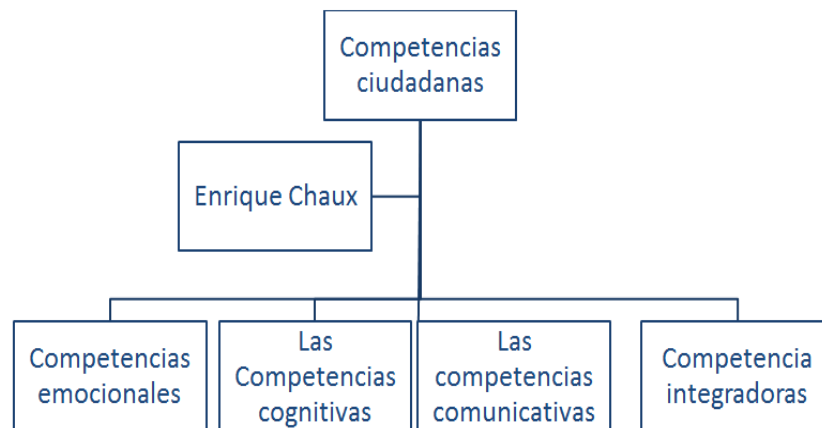 Competencias
ciudadanas
Enrique Chaux
Competencias
emocionales
Las
Competencias
cognitivas
Las
competencias
comunicativas
Competencia
integradoras